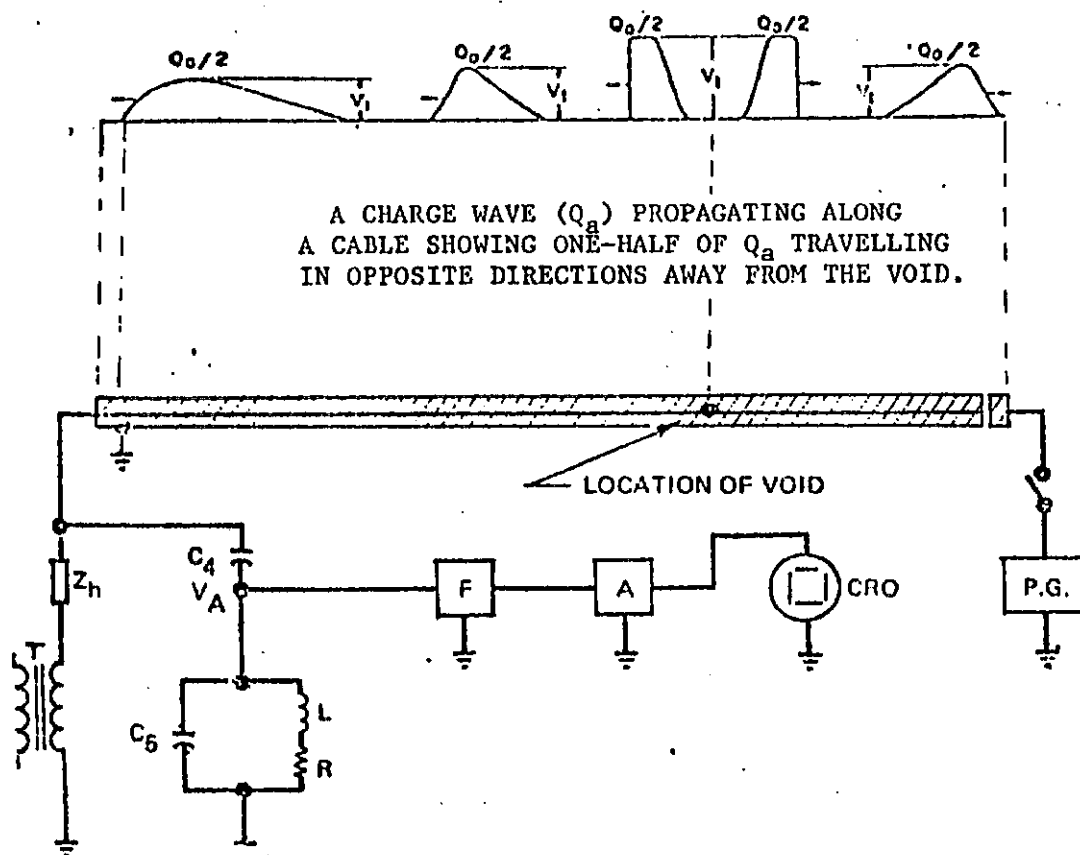 Q₀/2 Q₀/2 Q₀/2 Q₀/2 Q₀/2
V₁ V₁ V₁ V₁
A CHARGE WAVE (Qₐ) PROPAGATING ALONG
A CABLE SHOWING ONE-HALF OF Qₐ TRAVELLING
IN OPPOSITE DIRECTIONS AWAY FROM THE VOID.
LOCATION OF VOID
C₄
Zₕ
V_A F A CRO P.G.
T
L
C₅
R